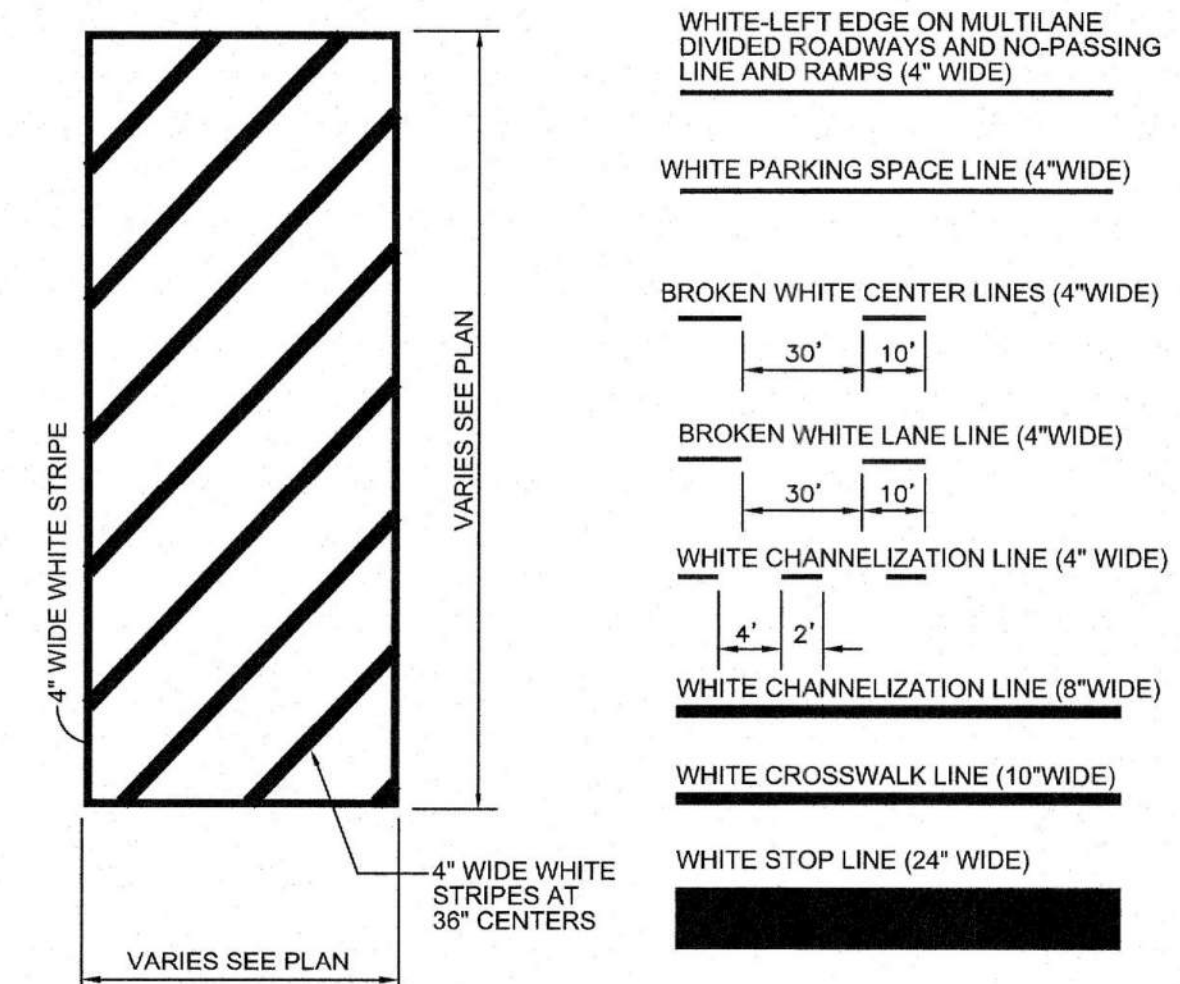 4" WIDE WHITE STRIPE
VARIES SEE PLAN
4" WIDE WHITE
STRIPES AT
36" CENTERS
VARIES SEE PLAN
WHITE-LEFT EDGE ON MULTILANE
DIVIDED ROADWAYS AND NO-PASSING
LINE AND RAMPS (4" WIDE)
WHITE PARKING SPACE LINE (4"WIDE)
BROKEN WHITE CENTER LINES (4"WIDE)
30' 10'
BROKEN WHITE LANE LINE (4"WIDE)
30' 10'
WHITE CHANNELIZATION LINE (4" WIDE)
4' 2'
WHITE CHANNELIZATION LINE (8"WIDE)
WHITE CROSSWALK LINE (10"WIDE)
WHITE STOP LINE (24" WIDE)